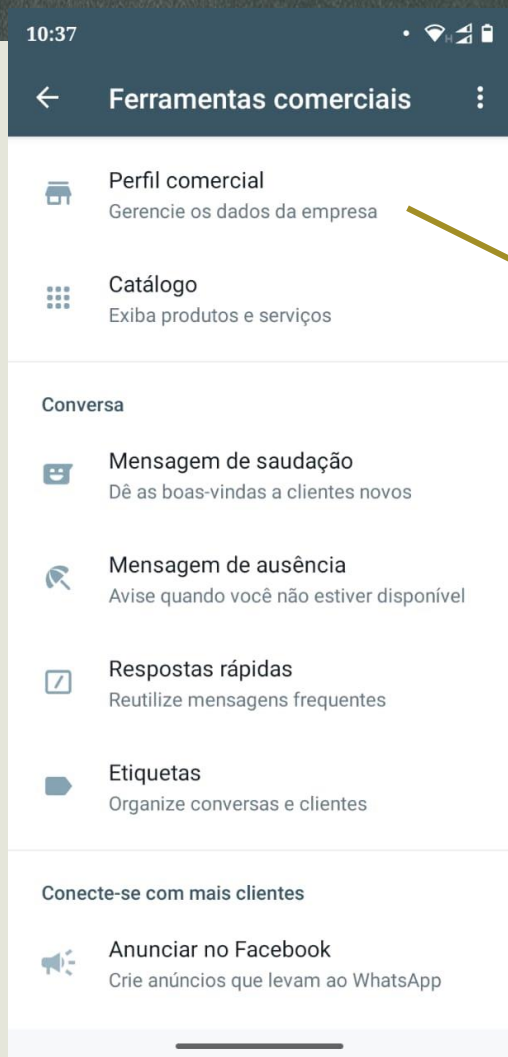 10:37
Ferramentas comerciais
Perfil comercial
Gerencie os dados da empresa
Catálogo
Exiba produtos e serviços
Conversa
Mensagem de saudação
Dê as boas-vindas a clientes novos
Mensagem de ausência
Avise quando você não estiver disponível
Respostas rápidas
Reutilize mensagens frequentes
Etiquetas
Organize conversas e clientes
Conecte-se com mais clientes
Anunciar no Facebook
Crie anúncios que levam ao WhatsApp